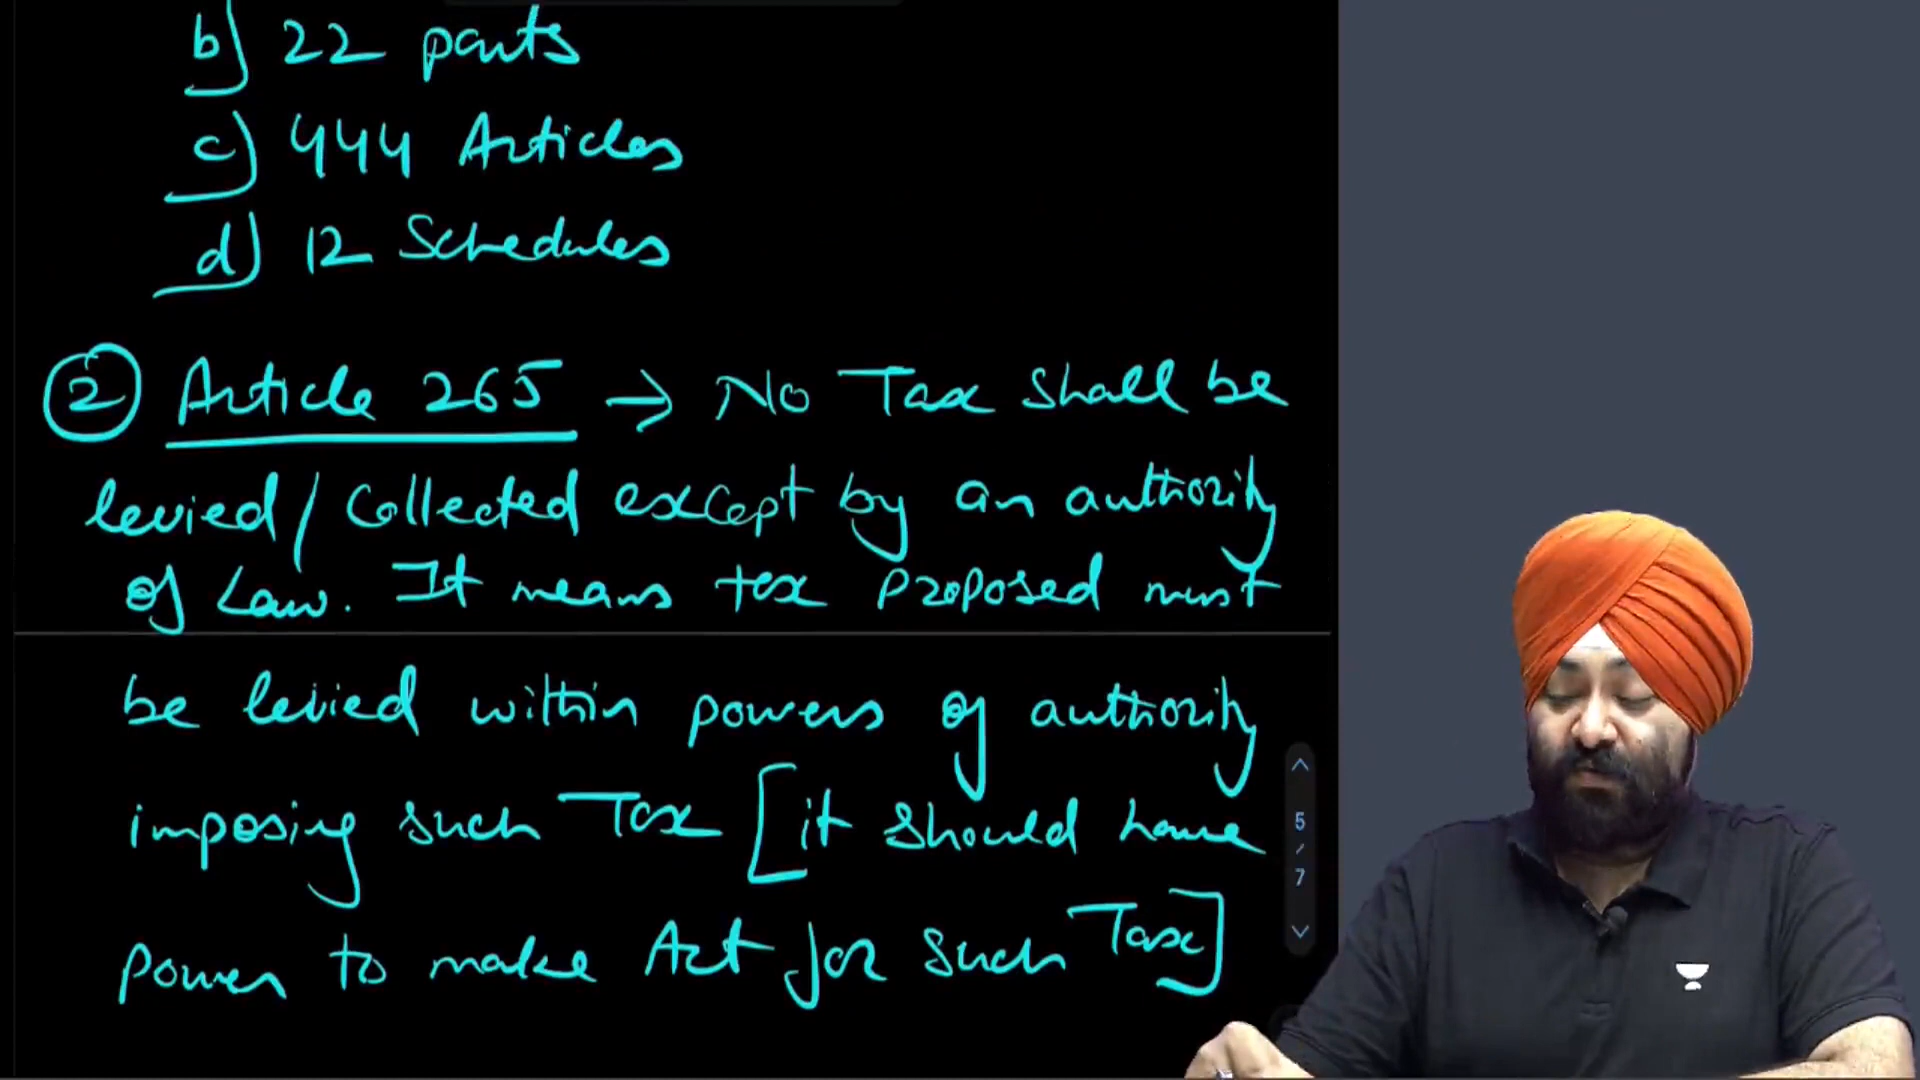 b) 22 parts
c) 444 Articles
d) 12 Schedules
2 Article 265 → No Tax shall be
levied/collected except by an authority
of Law. It means tax proposed must
be levied within powers of authority
imposing such Tax [it should have
power to make Act for such Tax]
5
/
7